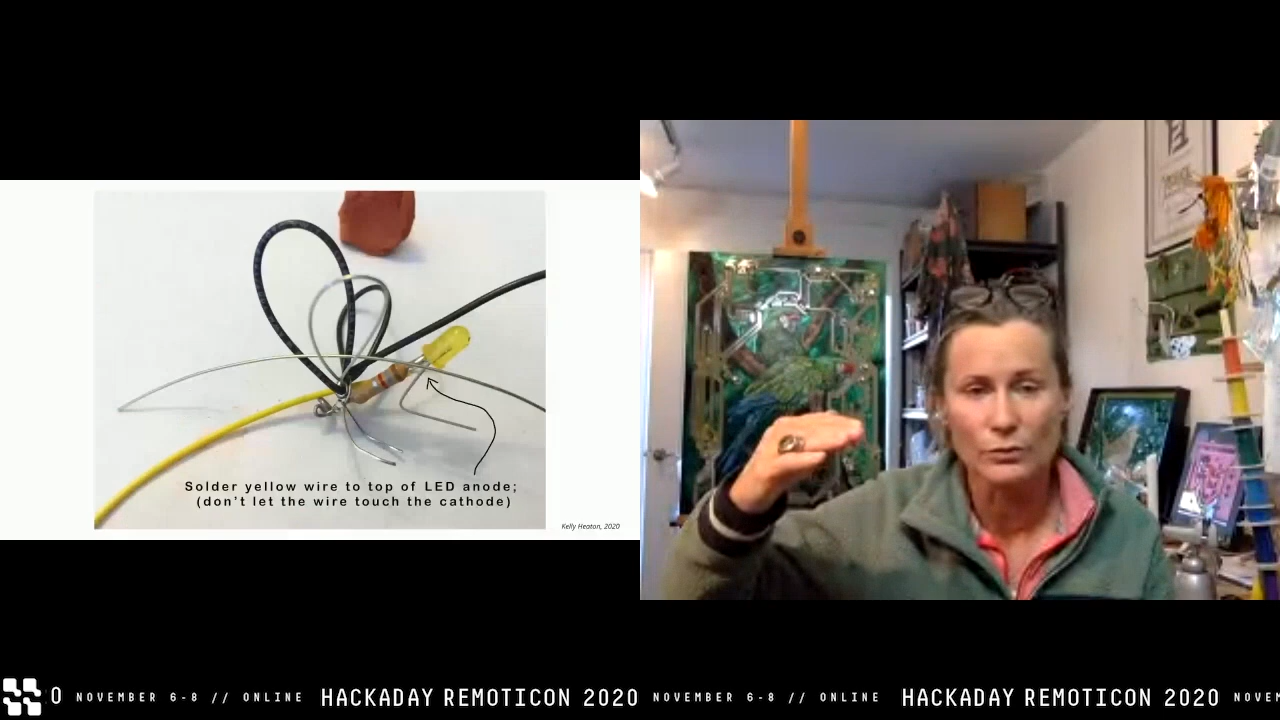 Solder yellow wire to top of LED anode;
(don't let the wire touch the cathode)
Kelly Heaton, 2020
0 NOVEMBER 6-8 // ONLINE HACKADAY REMOTICON 2020 NOVEMBER 6-8 // ONLINE HACKADAY REMOTICON 2020 NOVEM